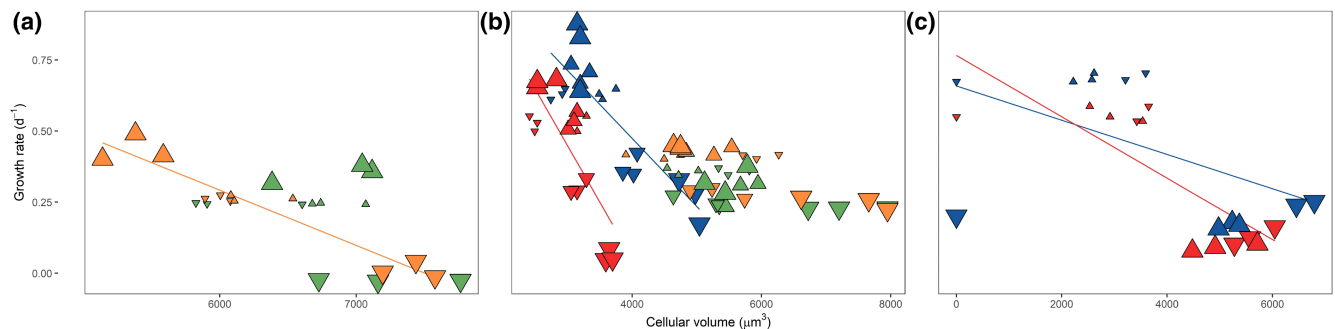 (a)
(b)
(c)
Growth rate (d⁻¹)
0.75
0.50
0.25
0.00
6000 7000
4000 6000 8000
0 2000 4000 6000
Cellular volume (μm³)